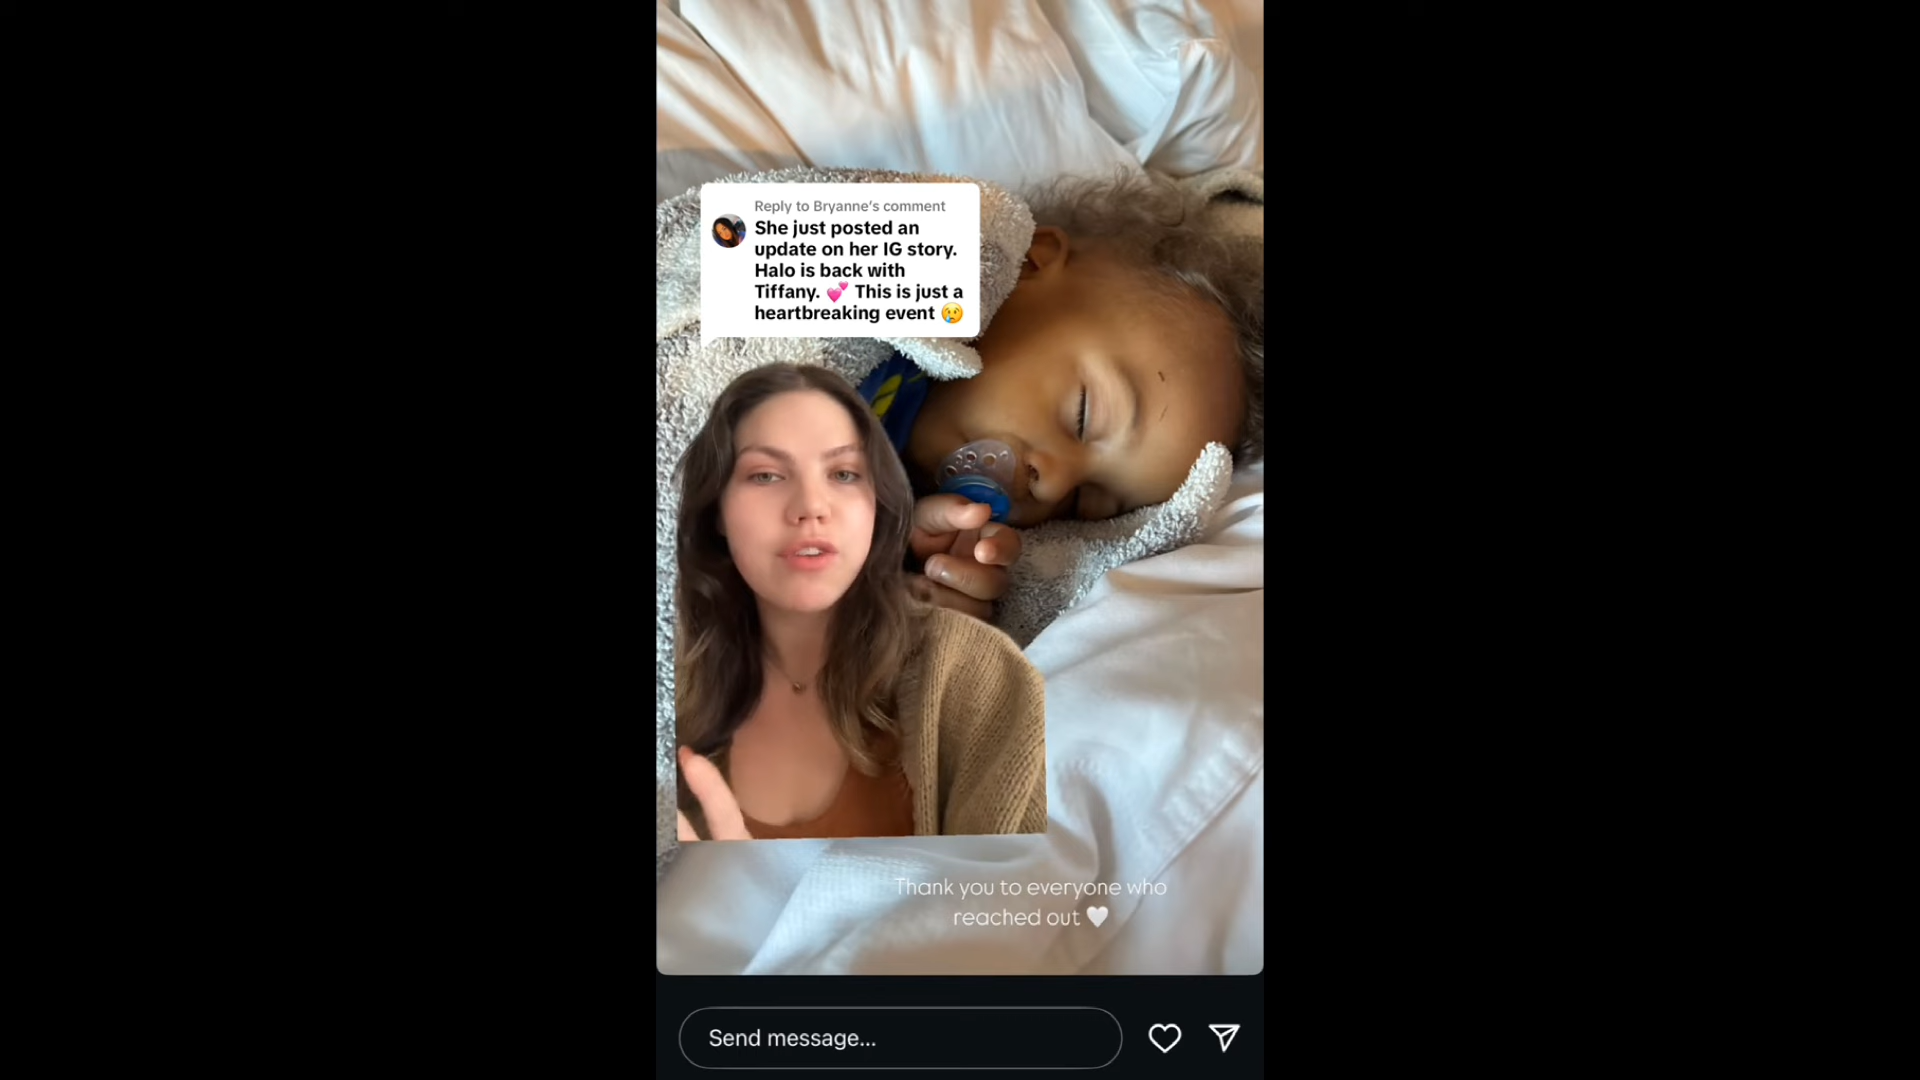 Reply to Bryanne's comment
She just posted an
update on her IG story.
Halo is back with
Tiffany. 💕 This is just a
heartbreaking event 😢
Thank you to everyone who
reached out 🤍
Send message...